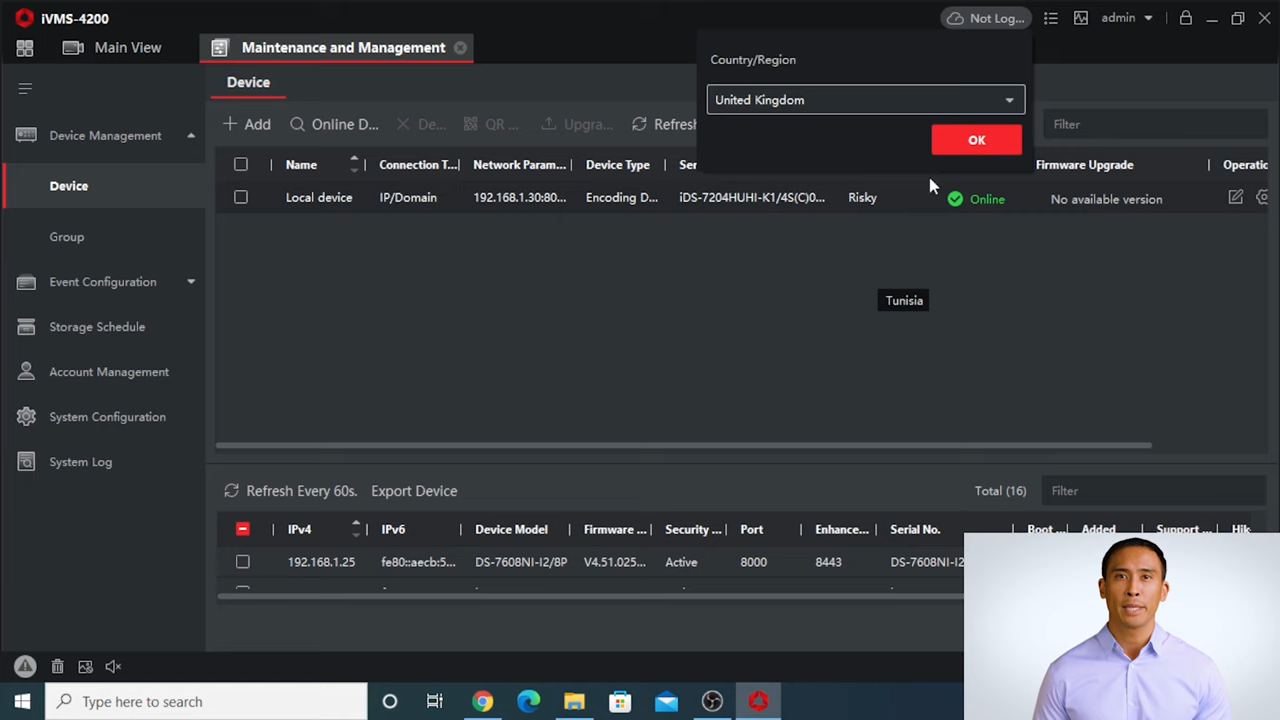 iVMS-4200
Not Log...
admin
Main View
Maintenance and Management
Country/Region
Device
United Kingdom
Add
Online D...
De...
QR ...
Upgra...
Refresh
Filter
OK
Device Management
Name
Connection T...
Network Param...
Device Type
Firmware Upgrade
Device
Local device
IP/Domain
192.168.1.30:80...
Encoding D...
iDS-7204HUHI-K1/4S(C)0...
Risky
Online
No available version
Group
Event Configuration
Tunisia
Storage Schedule
Account Management
System Configuration
System Log
Refresh Every 60s.
Export Device
Total (16)
Filter
IPv4
IPv6
Device Model
Firmware ...
Security ...
Port
Enhance...
Serial No.
Boot
Added
Support
Hik
192.168.1.25
fe80::aecb:5...
DS-7608NI-I2/8P
V4.51.025...
Active
8000
8443
DS-7608NI-I2/8P
Type here to search